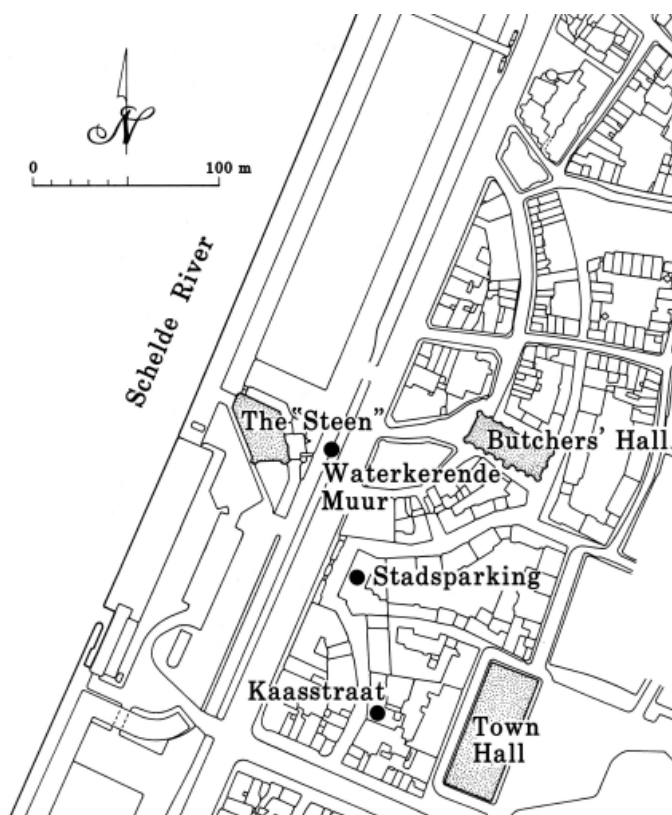 N
0 100 m
Schelde River
The "Steen"
Butchers' Hall
Waterkerende
Muur
Stadsparking
Kaasstraat
Town
Hall